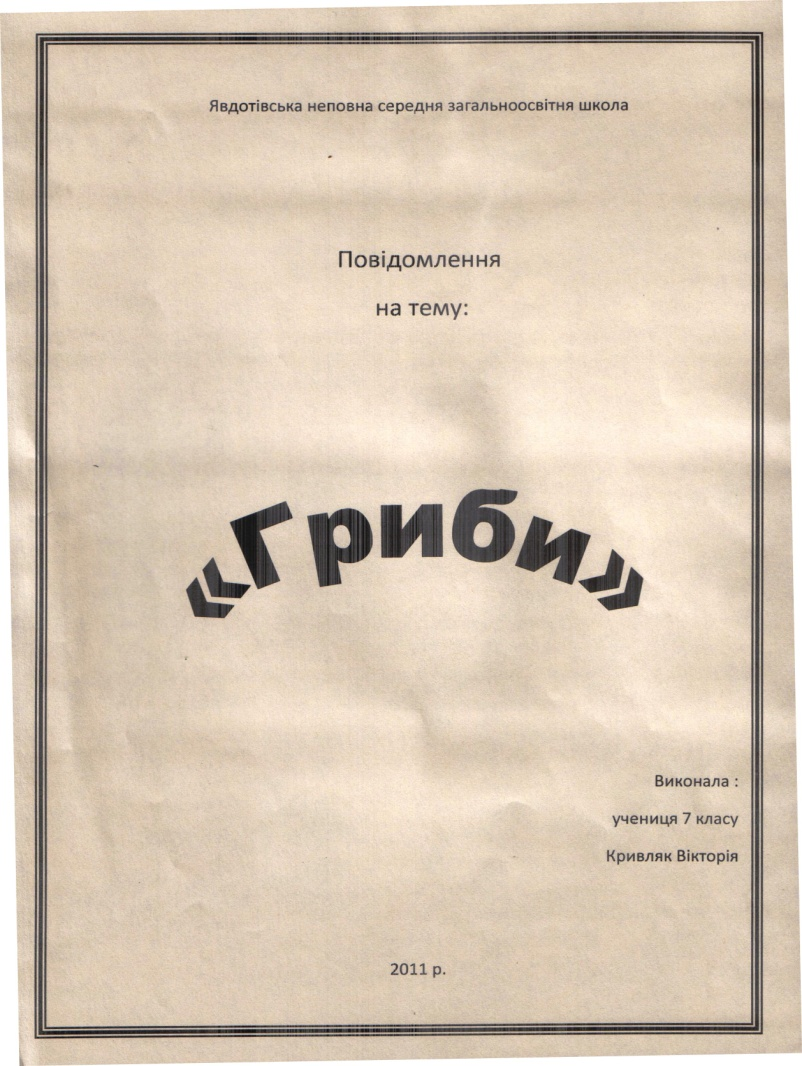 Явдотівська неповна середня загальноосвітня школа
Повідомлення
на тему:
«Гриби»
Виконала :
учениця 7 класу
Кривляк Вікторія
2011 р.